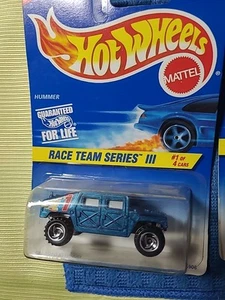 HOT WHEELS
MATTEL
HUMMER
GUARANTEED
FOR LIFE
RACE TEAM SERIES III
#1 OF
4 CARS